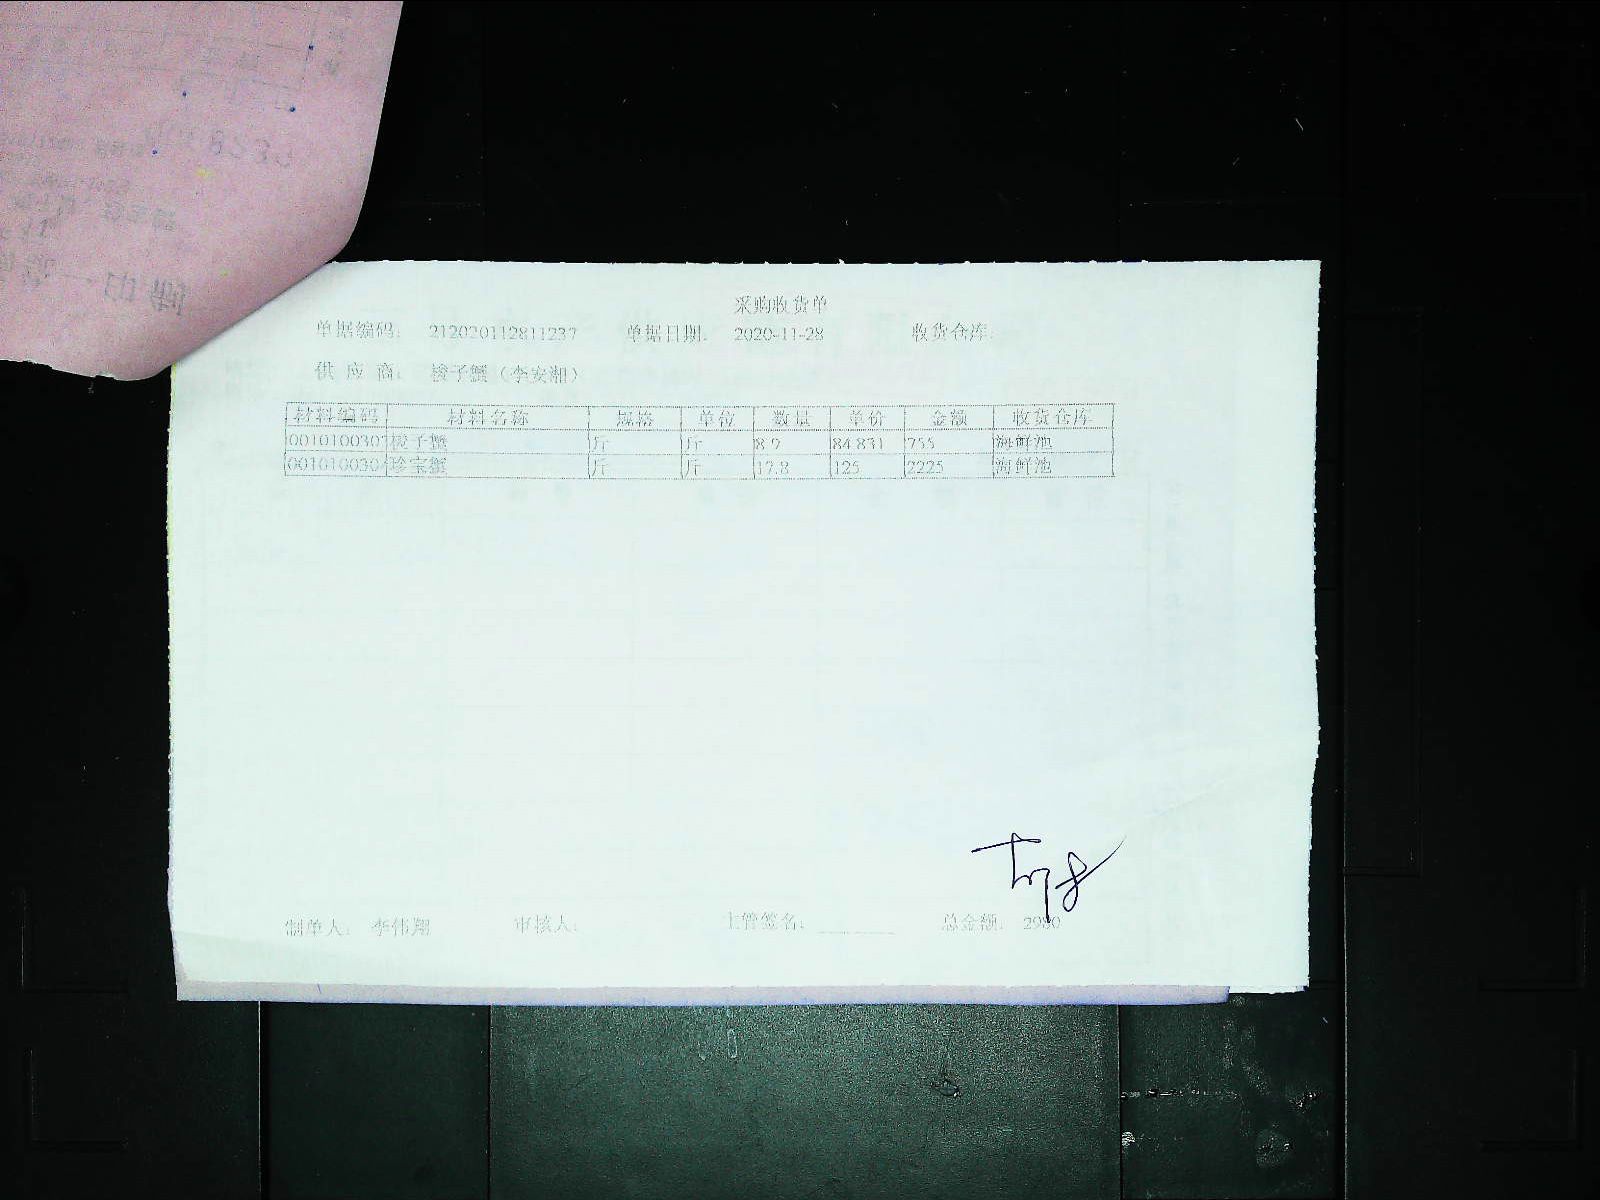 采购收货单
单据编码： 212020112811237 单据日期： 2020-11-28 收货仓库：
供 应 商： 梭子蟹（李安湘）
材料编码 材料名称 规格 单位 数量 单价 金额 收货仓库
0010100307 梭子蟹 斤 斤 8.9 84.831 755 海鲜池
001010030 珍宝蟹 斤 斤 17.8 125 2225 海鲜池
制单人： 李伟翔 审核人： 主管签名： 总金额： 2980